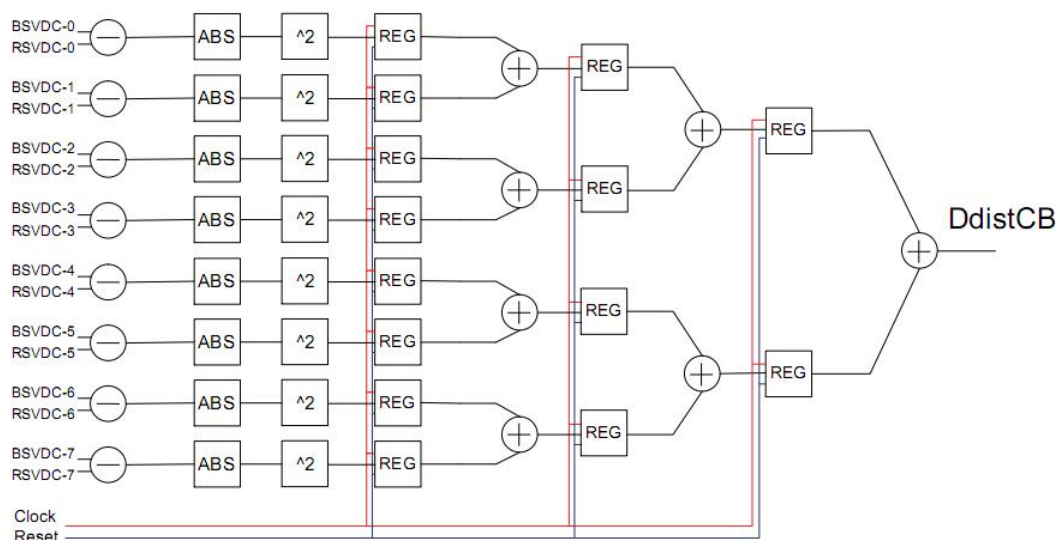 BSVDC-0
RSVDC-0
ABS
^2
REG
BSVDC-1
RSVDC-1
ABS
^2
REG
REG
BSVDC-2
RSVDC-2
ABS
^2
REG
REG
REG
BSVDC-3
RSVDC-3
ABS
^2
REG
DdistCB
BSVDC-4
RSVDC-4
ABS
^2
REG
REG
BSVDC-5
RSVDC-5
ABS
^2
REG
REG
BSVDC-6
RSVDC-6
ABS
^2
REG
REG
BSVDC-7
RSVDC-7
ABS
^2
REG
Clock
Reset